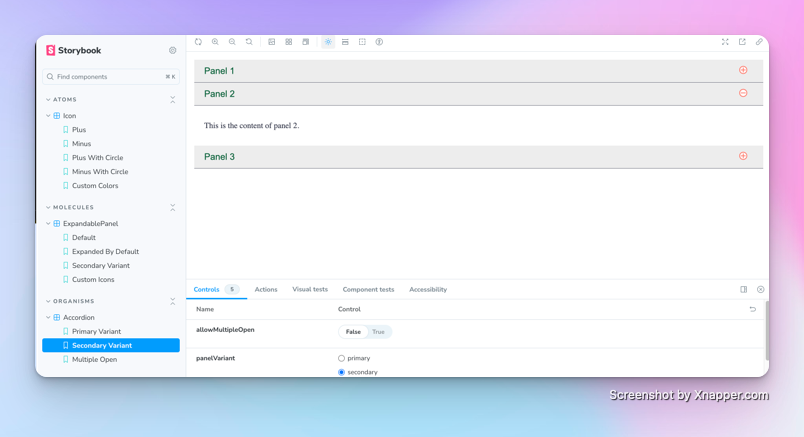 Storybook
Find components
⌘ K
ATOMS
Icon
Plus
Minus
Plus With Circle
Minus With Circle
Custom Colors
MOLECULES
ExpandablePanel
Default
Expanded By Default
Secondary Variant
Custom Icons
ORGANISMS
Accordion
Primary Variant
Secondary Variant
Multiple Open
Panel 1
Panel 2
This is the content of panel 2.
Panel 3
Controls 5 Actions Visual tests Component tests Accessibility
Name Control
allowMultipleOpen False True
panelVariant primary
secondary
Screenshot by Xnapper.com